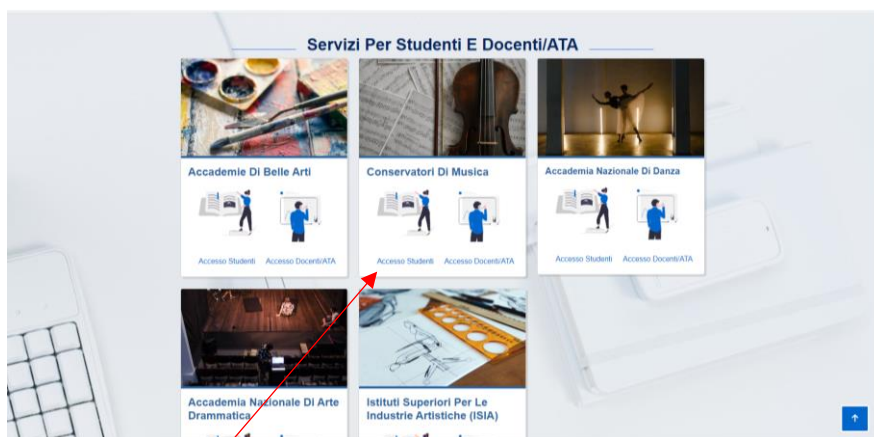 Servizi Per Studenti E Docenti/ATA
Accademie Di Belle Arti
Accesso Studenti Accesso Docenti/ATA
Conservatori Di Musica
Accesso Studenti Accesso Docenti/ATA
Accademia Nazionale Di Danza
Accesso Studenti Accesso Docenti/ATA
Accademia Nazionale Di Arte
Drammatica
Istituti Superiori Per Le
Industrie Artistiche (ISIA)